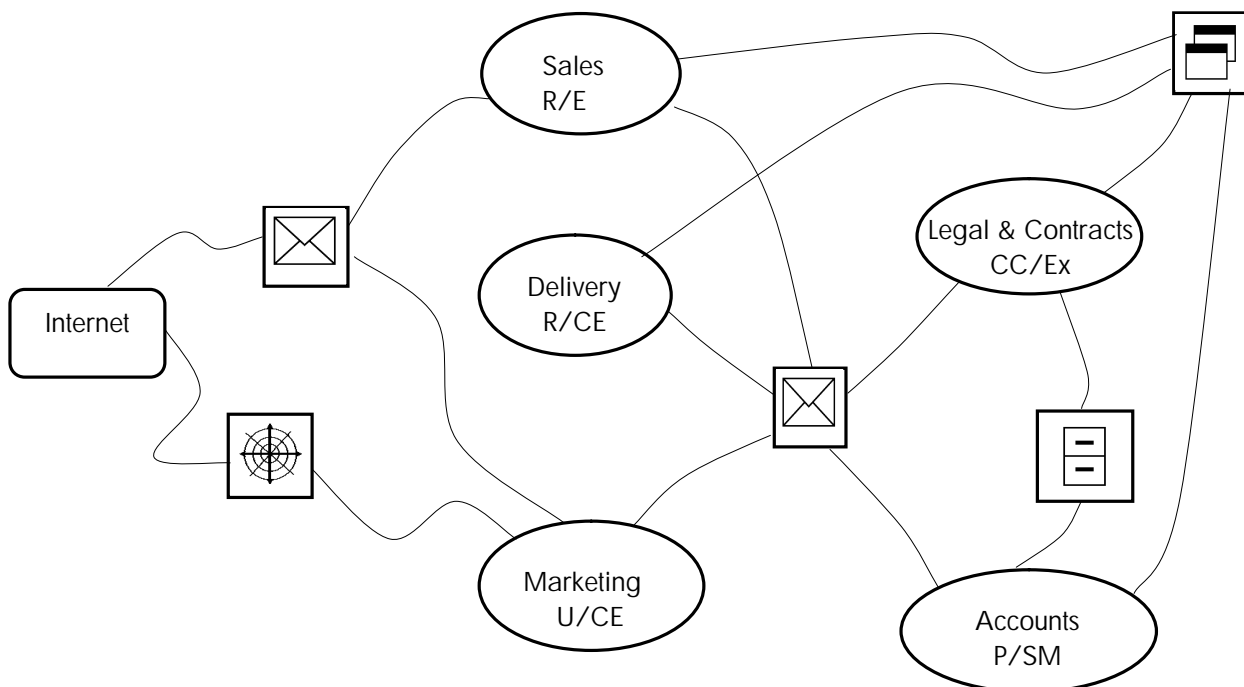 Sales
R/E
Legal & Contracts
CC/Ex
Delivery
R/CE
Internet
Marketing
U/CE
Accounts
P/SM